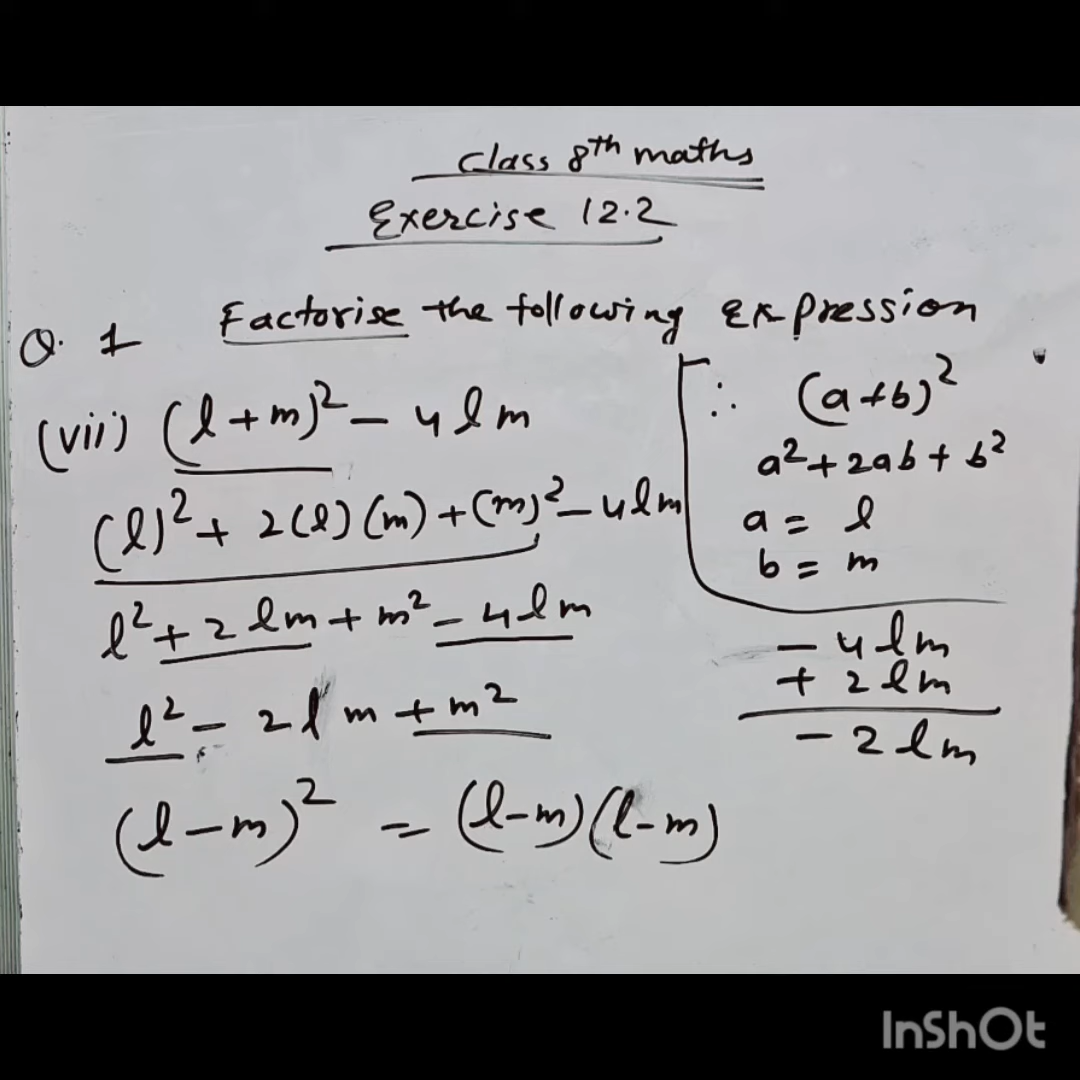 Class 8th maths
Exercise 12.2
Q. 1 Factorise the following expression
(vii) (l+m)² - 4lm
(l)² + 2(l)(m) + (m)² - 4lm
l² + 2lm + m² - 4lm
l² - 2lm + m²
(l-m)² = (l-m)(l-m)
∴ (a+b)²
a² + 2ab + b²
a = l
b = m
- 4lm
+ 2lm
- 2lm
InShOt